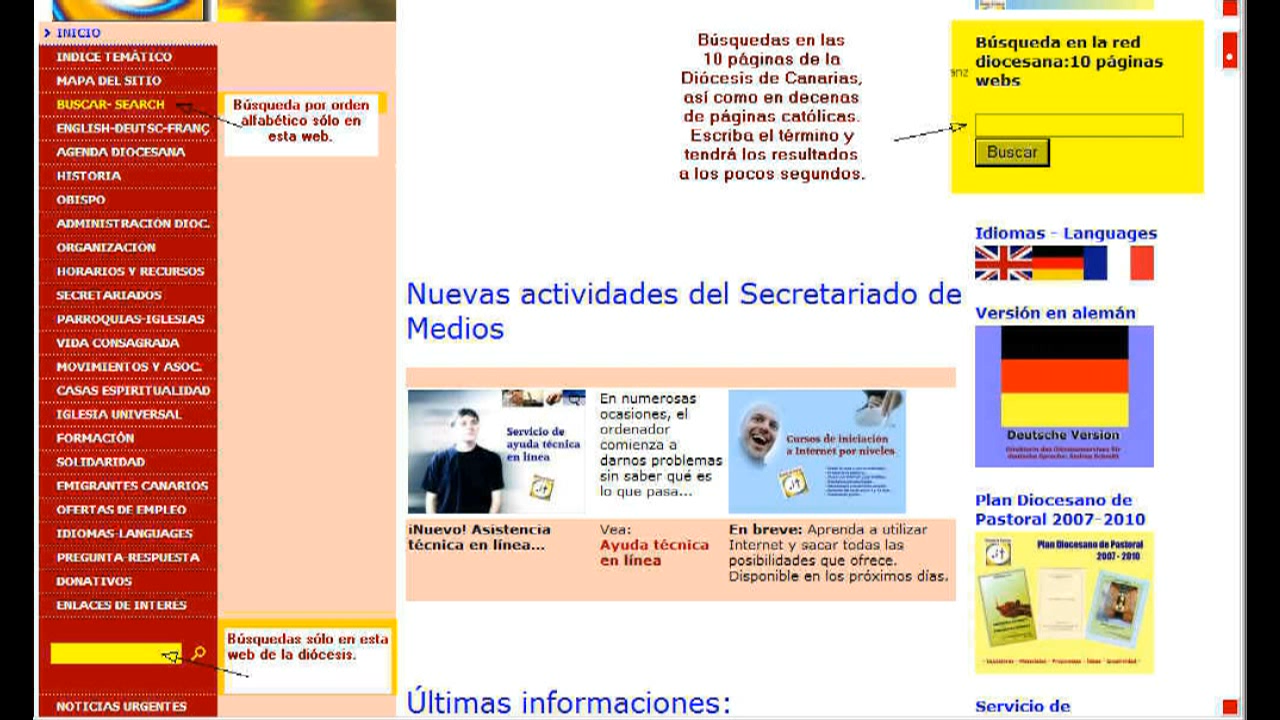 INICIO
INDICE TEMÁTICO
MAPA DEL SITIO
BUSCAR- SEARCH
ENGLISH-DEUTSC-FRANÇ
AGENDA DIOCESANA
HISTORIA
OBISPO
ADMINISTRACIÓN DIOC.
ORGANIZACIÓN
HORARIOS Y RECURSOS
SECRETARIADOS
PARROQUIAS-IGLESIAS
VIDA CONSAGRADA
MOVIMIENTOS Y ASOC.
CASAS ESPIRITUALIDAD
IGLESIA UNIVERSAL
FORMACIÓN
SOLIDARIDAD
EMIGRANTES CANARIOS
OFERTAS DE EMPLEO
IDIOMAS-LANGUAGES
PREGUNTA-RESPUESTA
DONATIVOS
ENLACES DE INTERÉS
NOTICIAS URGENTES
Búsqueda por orden
alfabético sólo en
esta web.
Búsquedas sólo en esta
web de la diócesis.
Búsquedas en las
10 páginas de la
Diócesis de Canarias,
así como en decenas
de páginas católicas.
Escriba el término y
tendrá los resultados
a los pocos segundos.
Nuevas actividades del Secretariado de
Medios
Servicio de
ayuda técnica
en línea
En numerosas
ocasiones, el
ordenador
comienza a
darnos problemas
sin saber qué es
lo que pasa...
Cursos de iniciación
a Internet por niveles
¡Nuevo! Asistencia
técnica en línea...
Vea:
Ayuda técnica
en línea
En breve: Aprenda a utilizar
Internet y sacar todas las
posibilidades que ofrece.
Disponible en los próximos días.
Últimas informaciones:
Búsqueda en la red
diocesana:10 páginas
webs
Buscar
Idiomas - Languages
Versión en alemán
Deutsche Version
Plan Diocesano de
Pastoral 2007-2010
Plan Diocesano de Pastoral
2007 - 2010
Servicio de